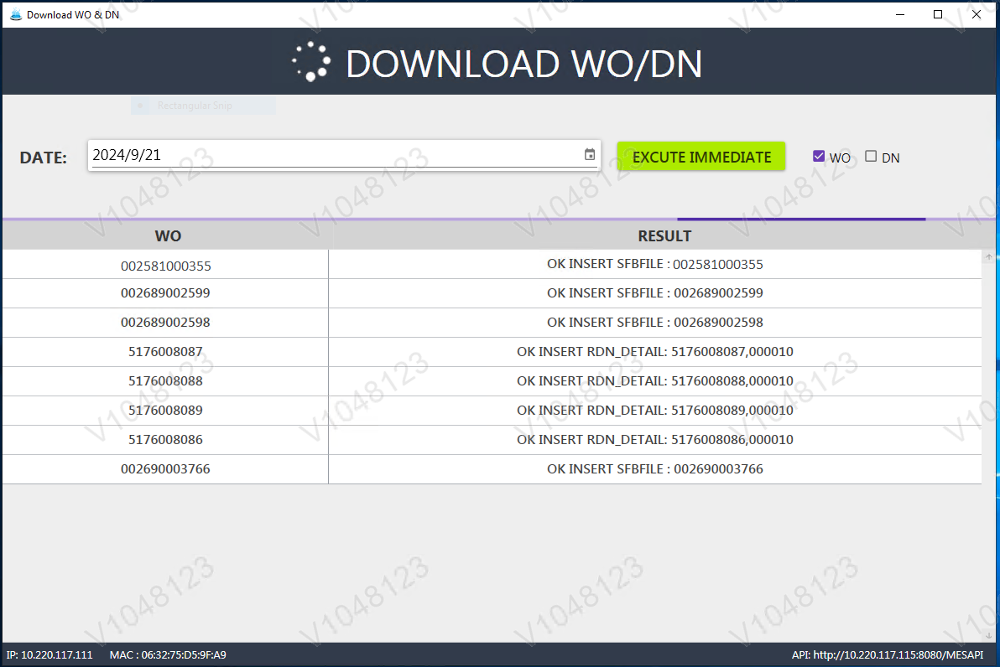 Download WO & DN
DOWNLOAD WO/DN
Rectangular Snip
DATE: 2024/9/21 EXCUTE IMMEDIATE WO DN
WO RESULT
002581000355 OK INSERT SFBFILE : 002581000355
002689002599 OK INSERT SFBFILE : 002689002599
002689002598 OK INSERT SFBFILE : 002689002598
5176008087 OK INSERT RDN_DETAIL: 5176008087,000010
5176008088 OK INSERT RDN_DETAIL: 5176008088,000010
5176008089 OK INSERT RDN_DETAIL: 5176008089,000010
5176008086 OK INSERT RDN_DETAIL: 5176008086,000010
002690003766 OK INSERT SFBFILE : 002690003766
IP: 10.220.117.111 MAC : 06:32:75:D5:9F:A9 API: http://10.220.117.115:8080/MESAPI
V1048123